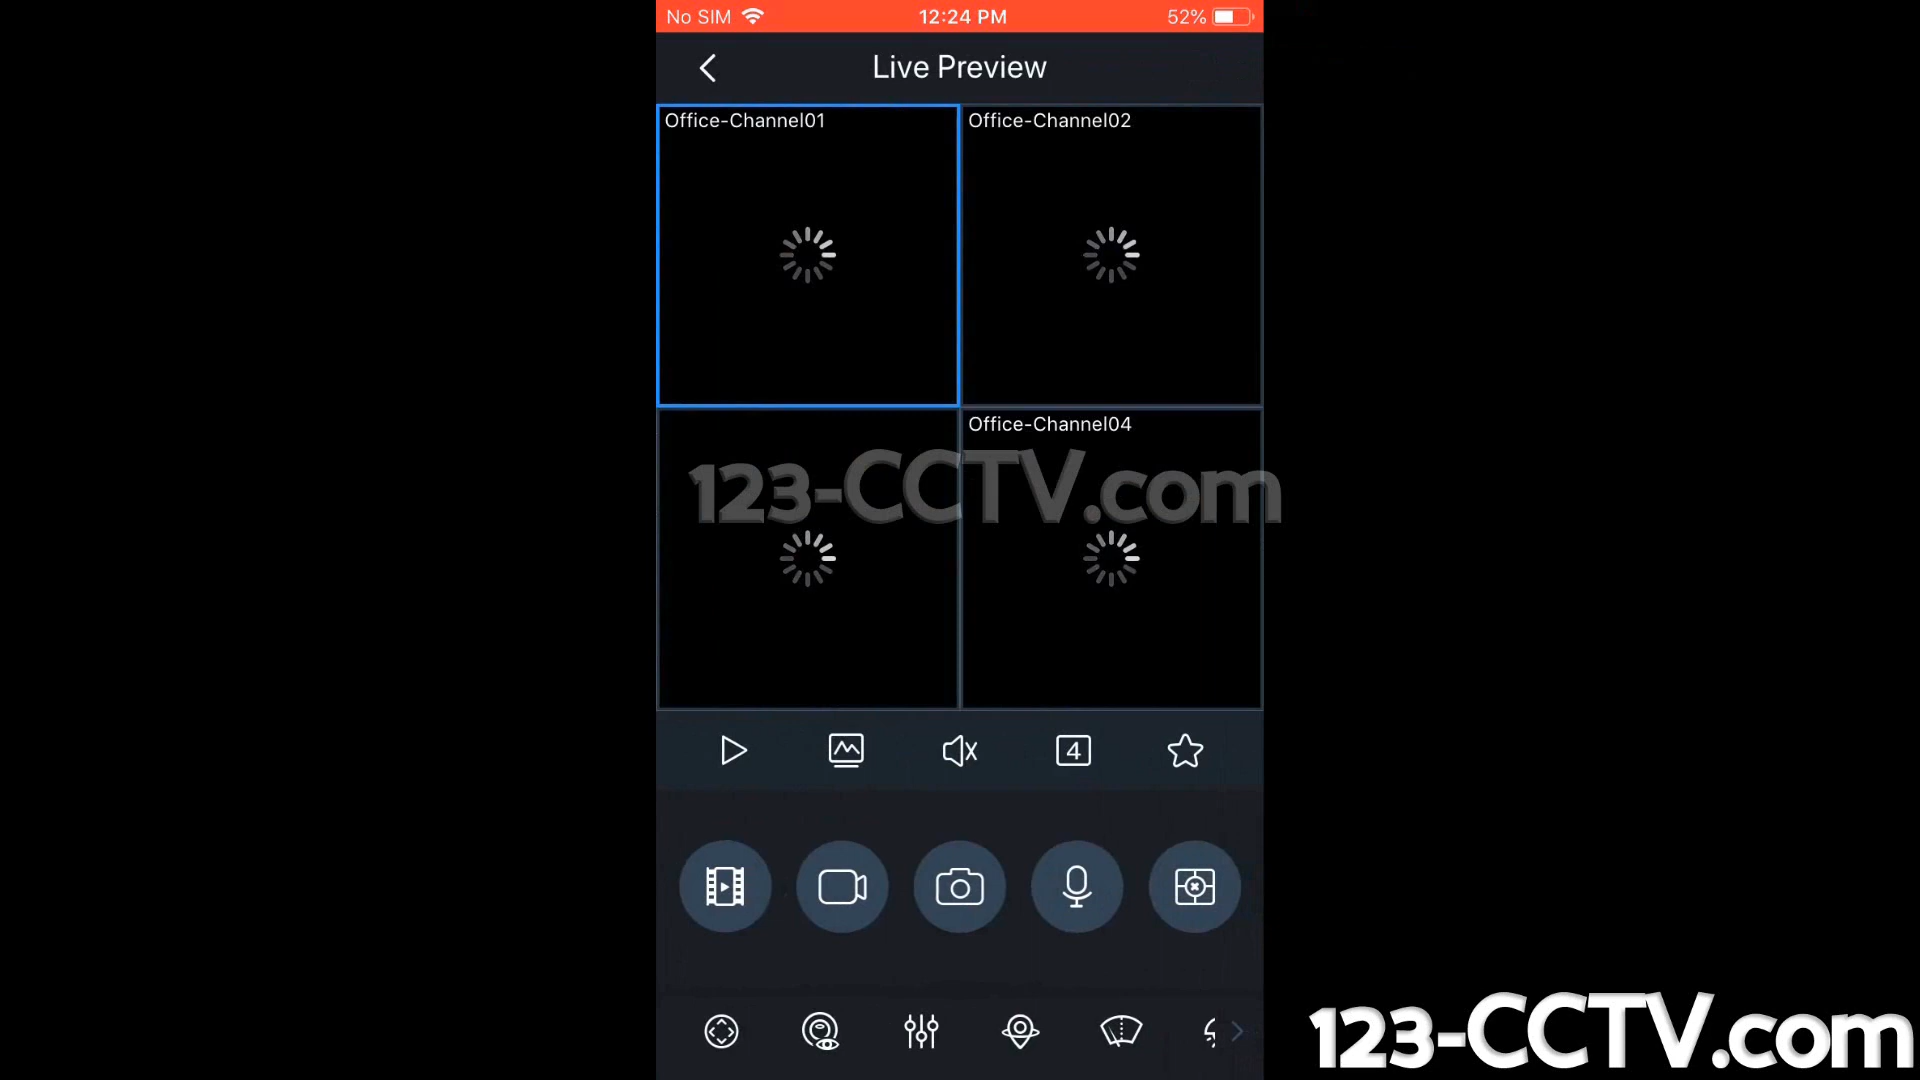 No SIM 12:24 PM 52%
Live Preview
Office-Channel01 Office-Channel02
Office-Channel04
123-CCTV.com
4
123-CCTV.com